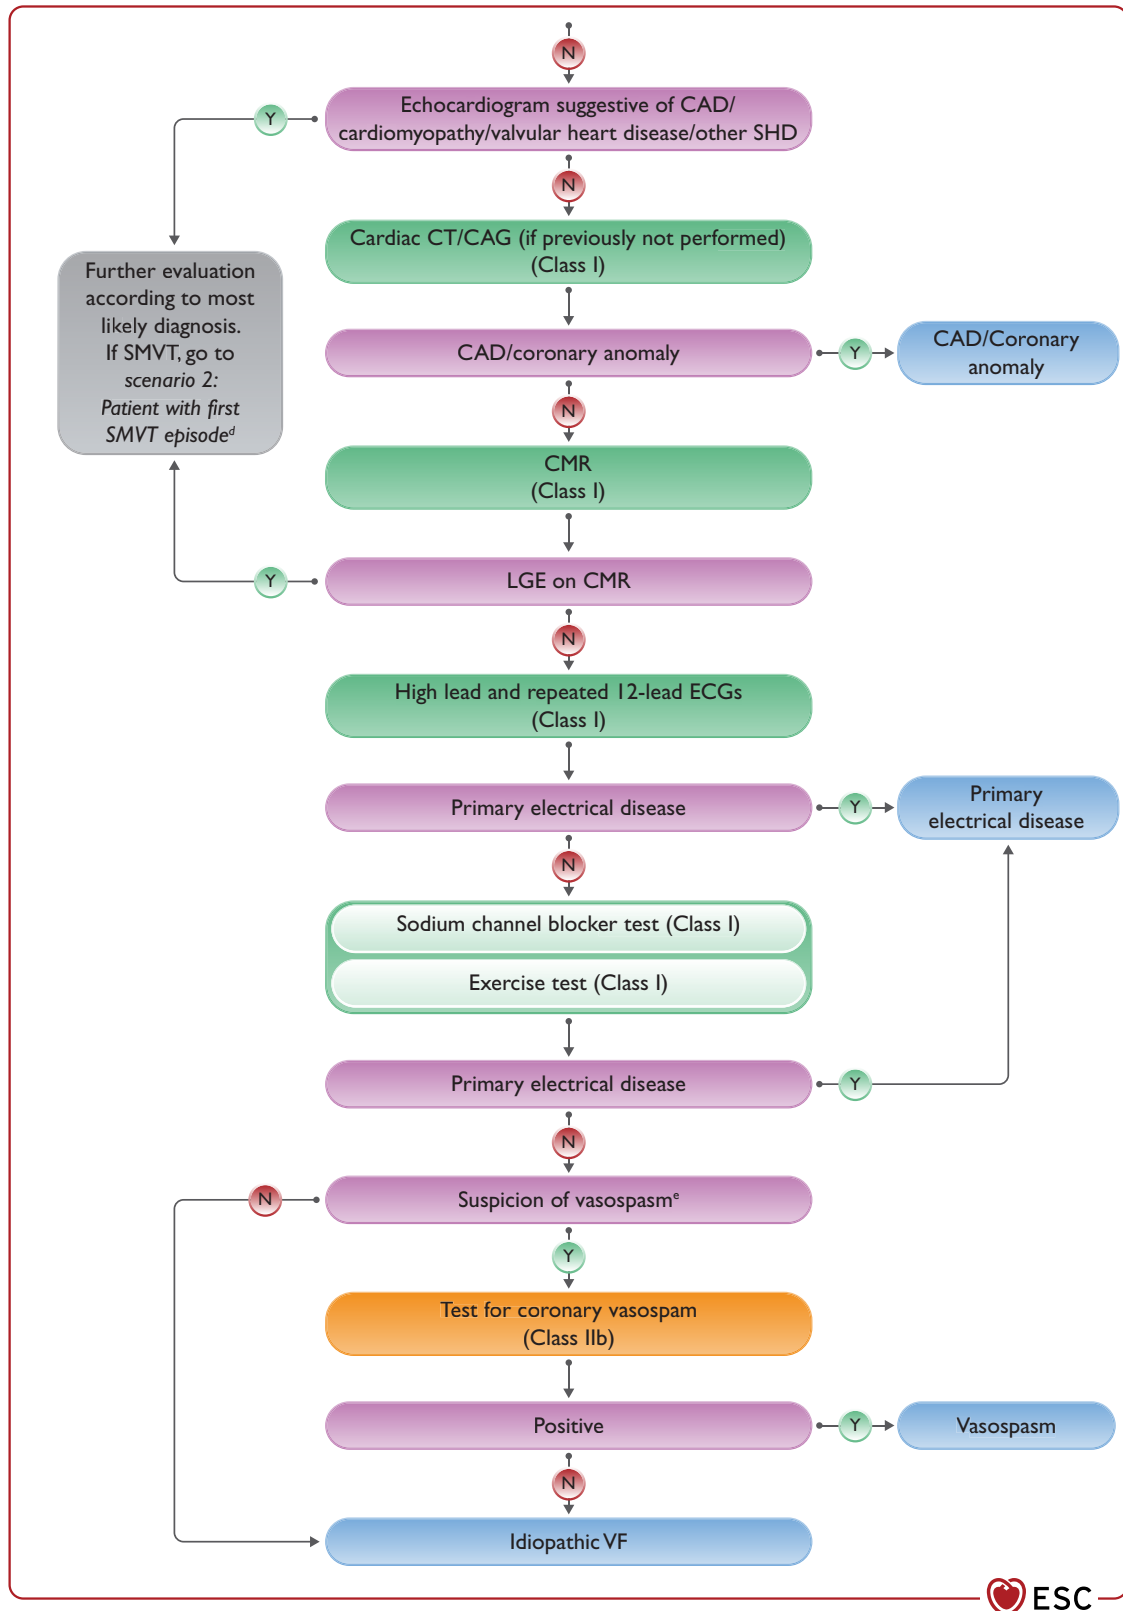 N
Echocardiogram suggestive of CAD/
cardiomyopathy/valvular heart disease/other SHD
Y
N
Cardiac CT/CAG (if previously not performed)
(Class I)
Further evaluation
according to most
likely diagnosis.
If SMVT, go to
scenario 2:
Patient with first
SMVT episodeᵈ
CAD/coronary anomaly
Y
CAD/Coronary
anomaly
N
CMR
(Class I)
LGE on CMR
Y
N
High lead and repeated 12-lead ECGs
(Class I)
Primary electrical disease
Y
Primary
electrical disease
N
Sodium channel blocker test (Class I)
Exercise test (Class I)
Primary electrical disease
Y
N
Suspicion of vasospasmᵉ
N
Y
Test for coronary vasospam
(Class IIb)
Positive
Y
Vasospasm
N
Idiopathic VF
ESC